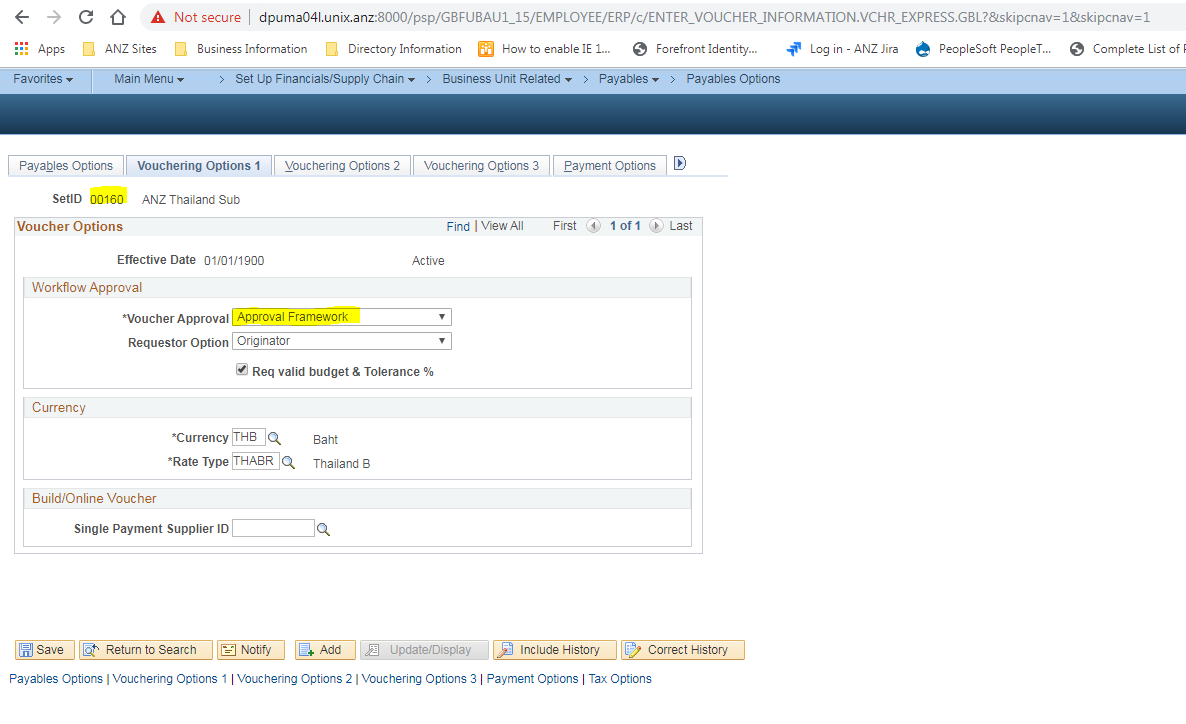 Not secure | dpuma04l.unix.anz:8000/psp/GBFUBAU1_15/EMPLOYEE/ERP/c/ENTER_VOUCHER_INFORMATION.VCHR_EXPRESS.GBL?&skipcnav=1&skipcnav=1
Apps ANZ Sites Business Information Directory Information How to enable IE 1... Forefront Identity... Log in - ANZ Jira PeopleSoft PeopleT... Complete List of
Favorites Main Menu > Set Up Financials/Supply Chain > Business Unit Related > Payables > Payables Options
Payables Options Vouchering Options 1 Vouchering Options 2 Vouchering Options 3 Payment Options
SetID 00160 ANZ Thailand Sub
Voucher Options Find | View All First 1 of 1 Last
Effective Date 01/01/1900 Active
Workflow Approval
*Voucher Approval Approval Framework
Requestor Option Originator
Req valid budget & Tolerance %
Currency
*Currency THB Baht
*Rate Type THABR Thailand B
Build/Online Voucher
Single Payment Supplier ID
Save Return to Search Notify Add Update/Display Include History Correct History
Payables Options | Vouchering Options 1 | Vouchering Options 2 | Vouchering Options 3 | Payment Options | Tax Options